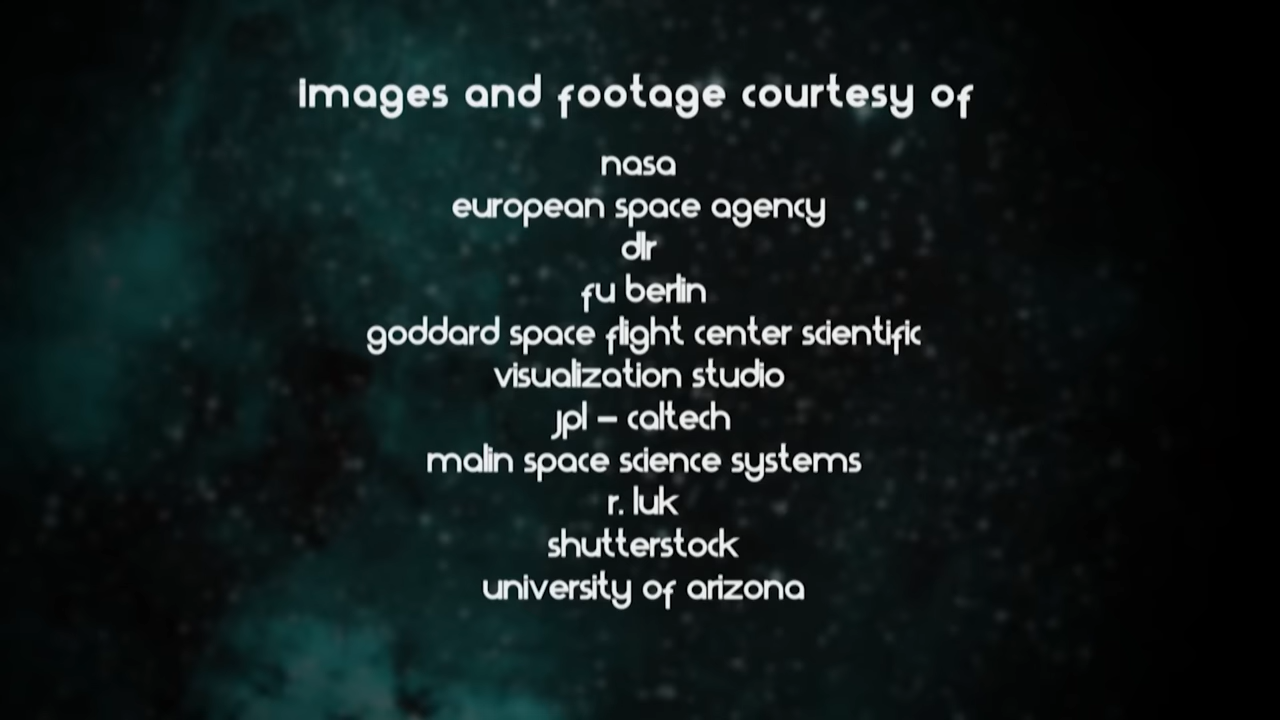 Images and footage courtesy of
nasa
european space agency
dlr
fu berlin
goddard space flight center scientific
visualization studio
jpl – caltech
malin space science systems
r. luk
shutterstock
university of arizona